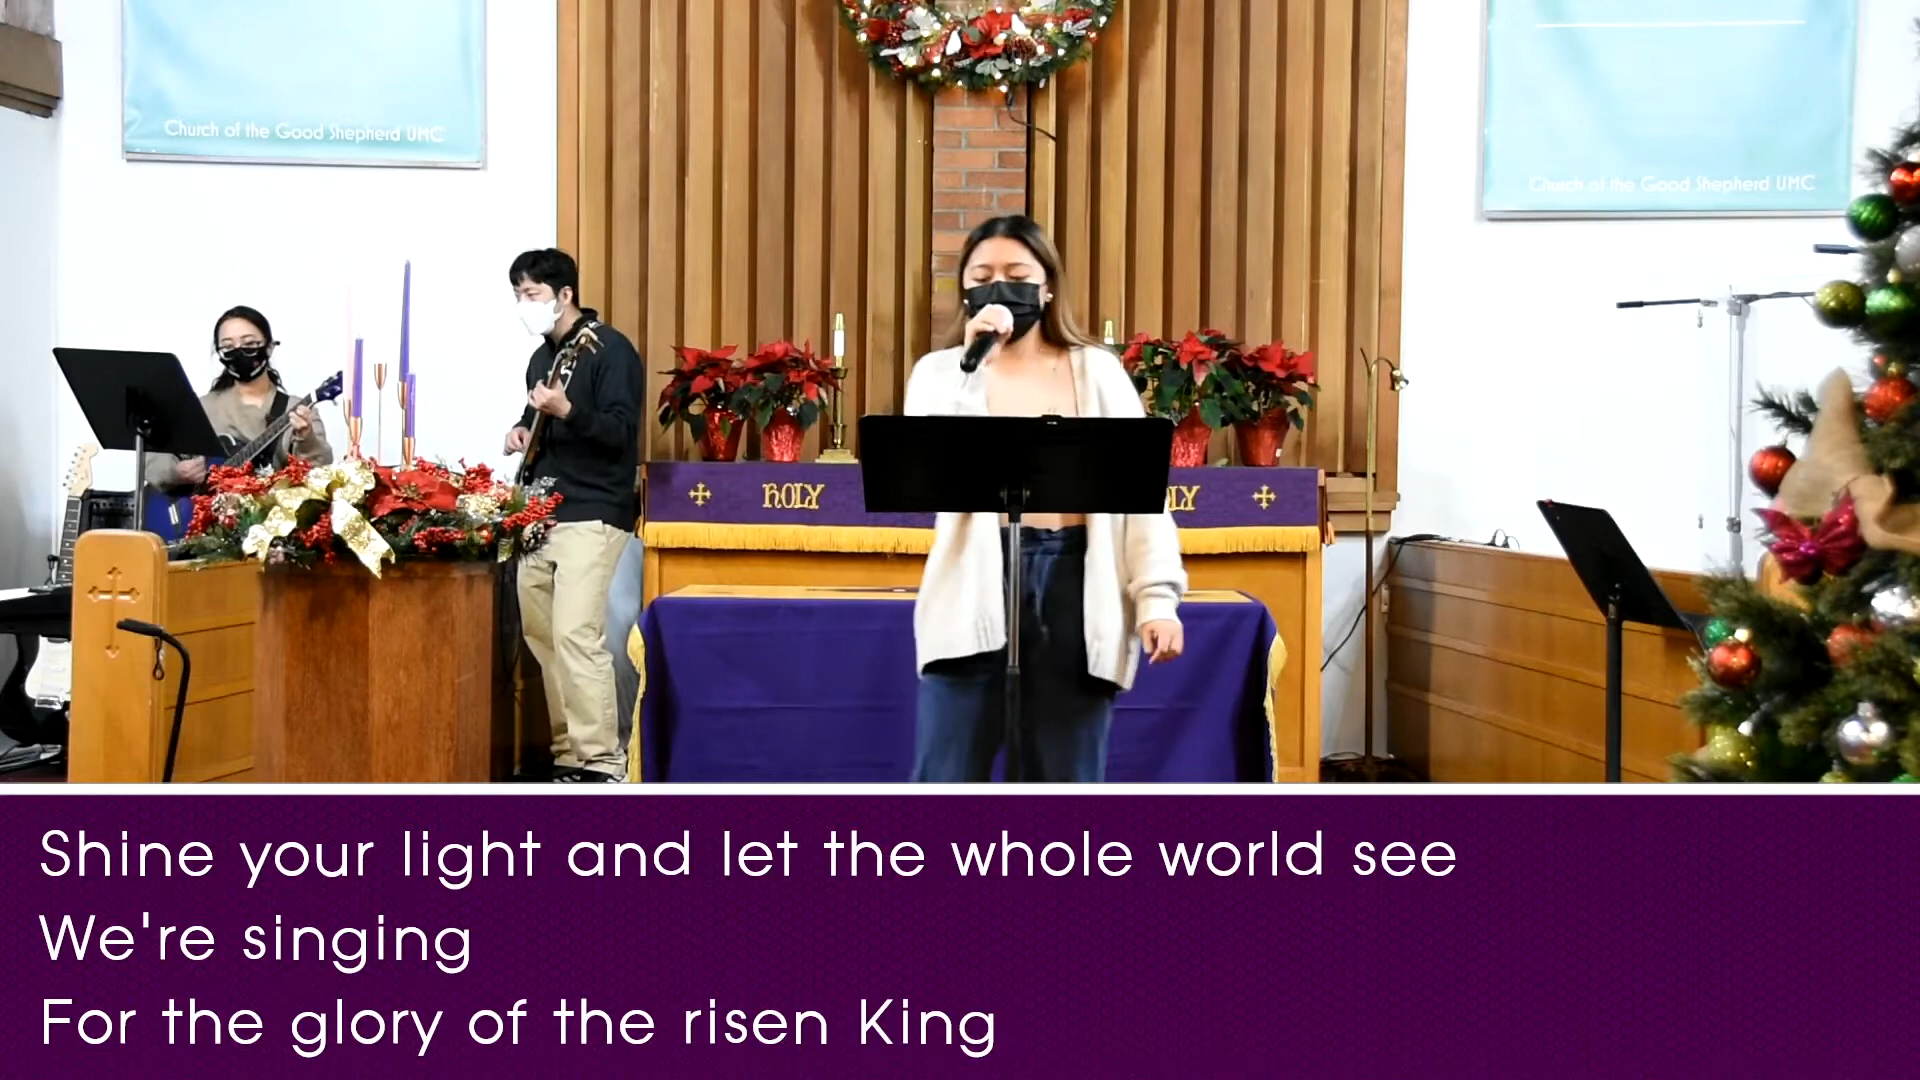 Church of the Good Shepherd UMC
Church of the Good Shepherd UMC
HOLY
LY
Shine your light and let the whole world see
We're singing
For the glory of the risen King